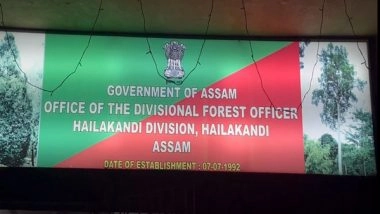 GOVERNMENT OF ASSAM
OFFICE OF THE DIVISIONAL FOREST OFFICER
HAILAKANDI DIVISION, HAILAKANDI
ASSAM
DATE OF ESTABLISHMENT : 07-07-1992